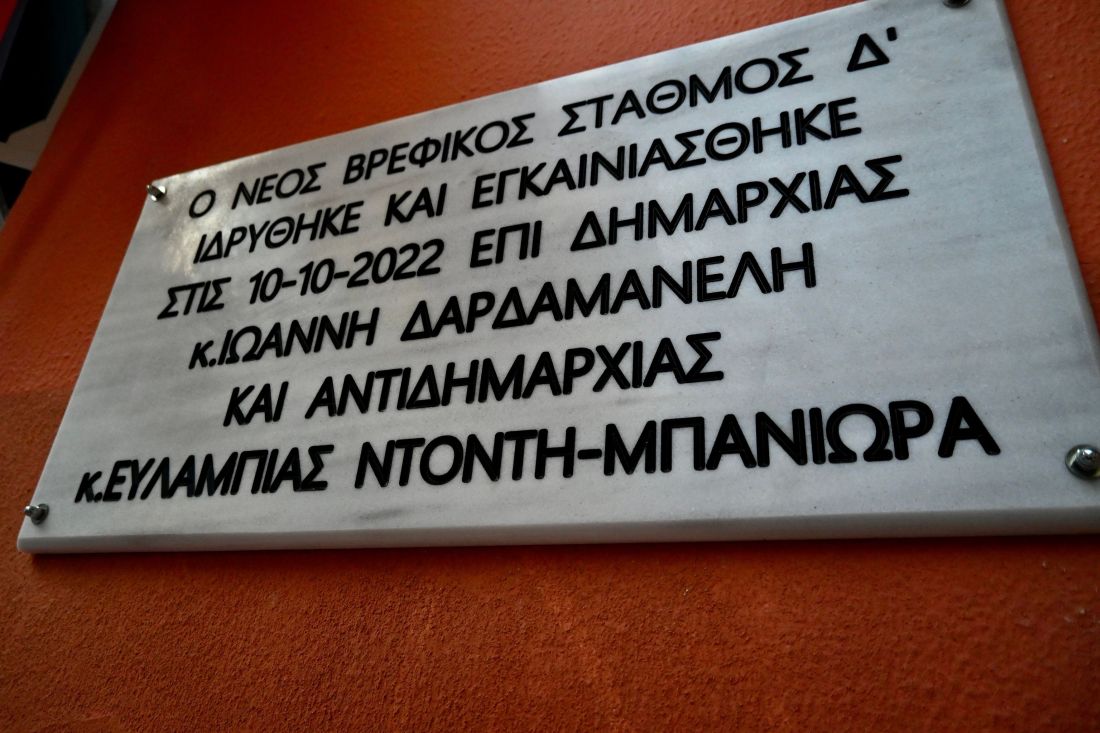 Ο ΝΕΟΣ ΒΡΕΦΙΚΟΣ ΣΤΑΘΜΟΣ Δ'
ΙΔΡΥΘΗΚΕ ΚΑΙ ΕΓΚΑΙΝΙΑΣΘΗΚΕ
ΣΤΙΣ 10-10-2022 ΕΠΙ ΔΗΜΑΡΧΙΑΣ
κ.ΙΩΑΝΝΗ ΔΑΡΔΑΜΑΝΕΛΗ
ΚΑΙ ΑΝΤΙΔΗΜΑΡΧΙΑΣ
κ.ΕΥΛΑΜΠΙΑΣ ΝΤΟΝΤΗ-ΜΠΑΝΙΩΡΑ